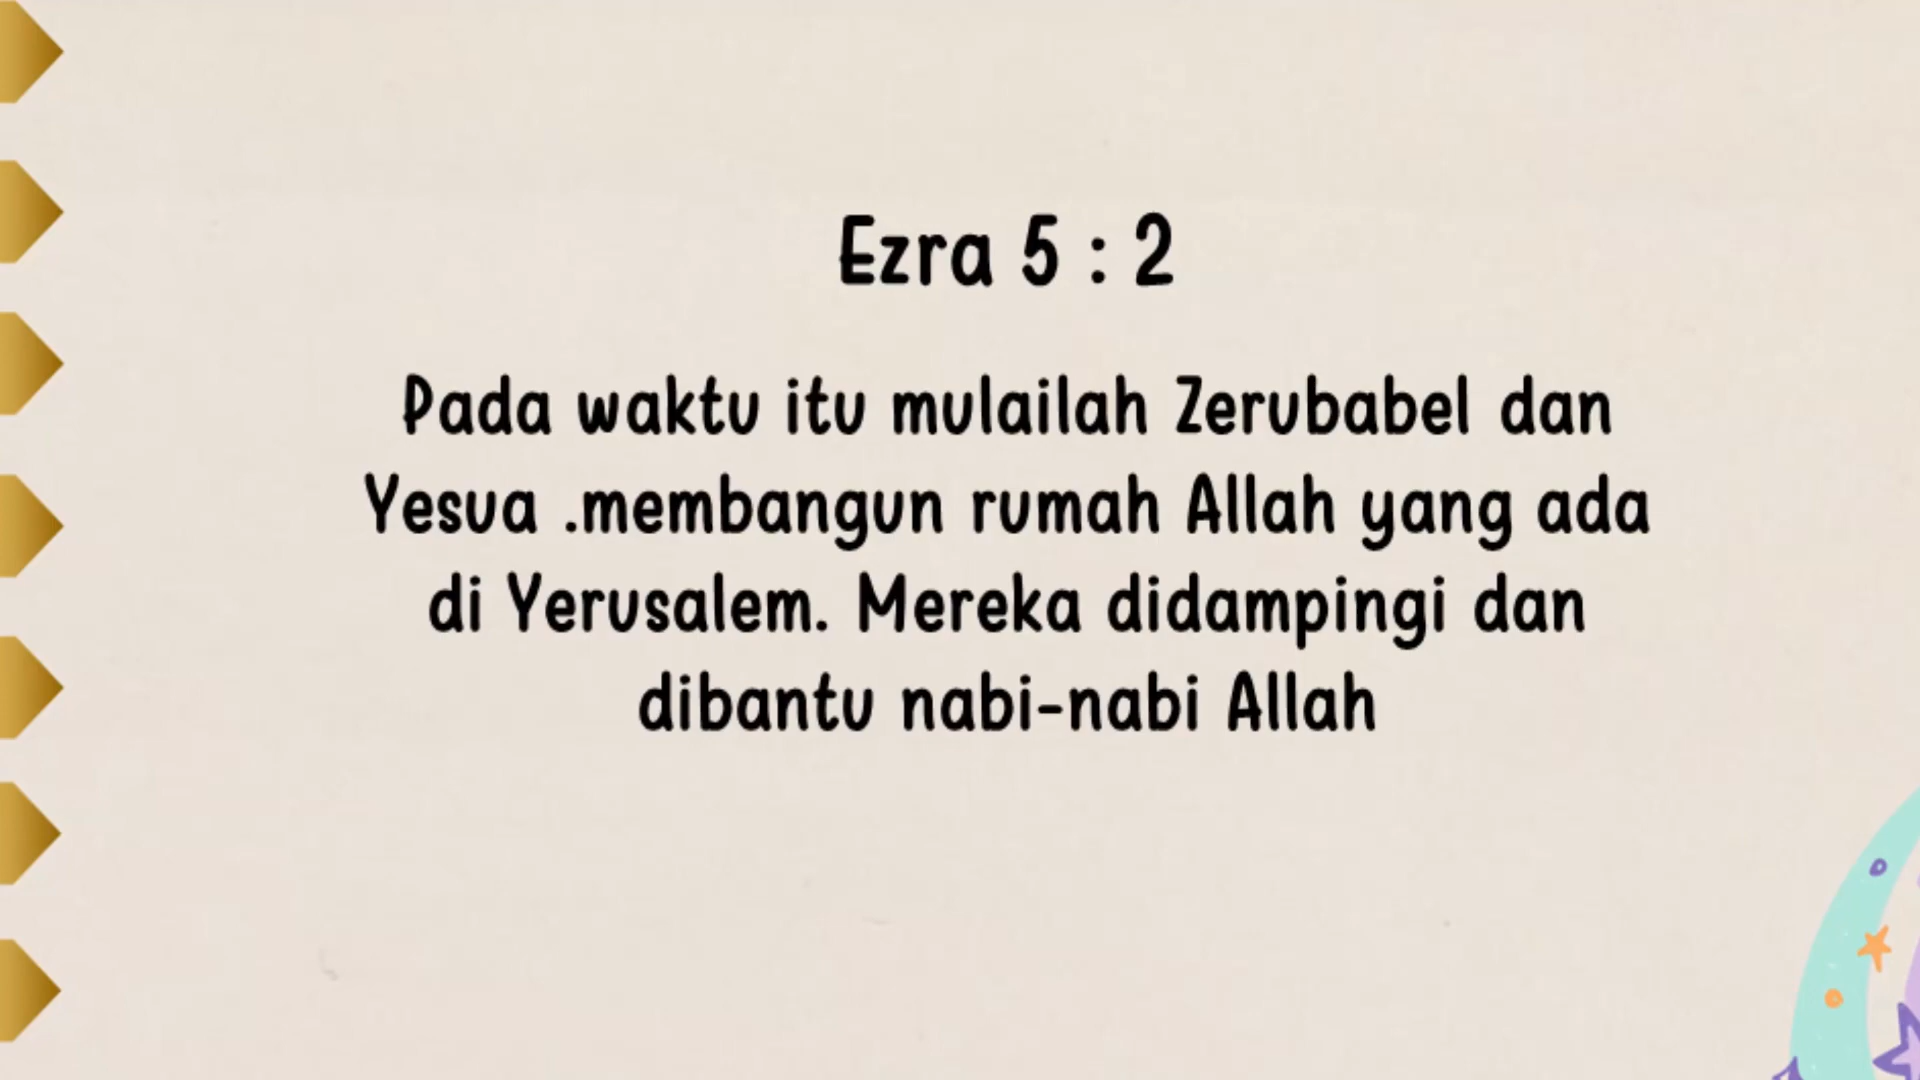 Ezra 5 : 2
Pada waktu itu mulailah Zerubabel dan
Yesua .membangun rumah Allah yang ada
di Yerusalem. Mereka didampingi dan
dibantu nabi-nabi Allah